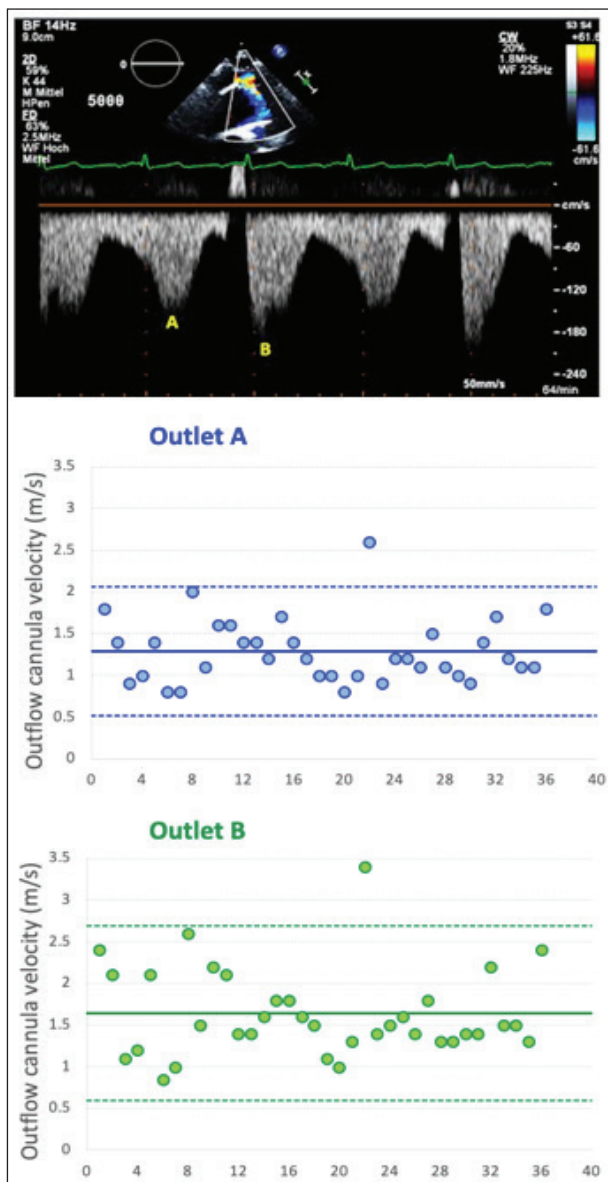 BF 14Hz
9.0cm
2D
59%
K 44
M Mittel
HPen
FD
63%
2.5MHz
WF Hoch
Mittel
0
5000
S3 S4
CW
20%
1.8MHz
WF 225Hz
+61.6
-61.6
cm/s
cm/s
-60
-120
-180
-240
A
B
50mm/s
64/min
Outlet A
Outflow cannula velocity (m/s)
3.5
3
2.5
2
1.5
1
0.5
0
0 4 8 12 16 20 24 28 32 36 40
Outlet B
Outflow cannula velocity (m/s)
3.5
3
2.5
2
1.5
1
0.5
0
0 4 8 12 16 20 24 28 32 36 40